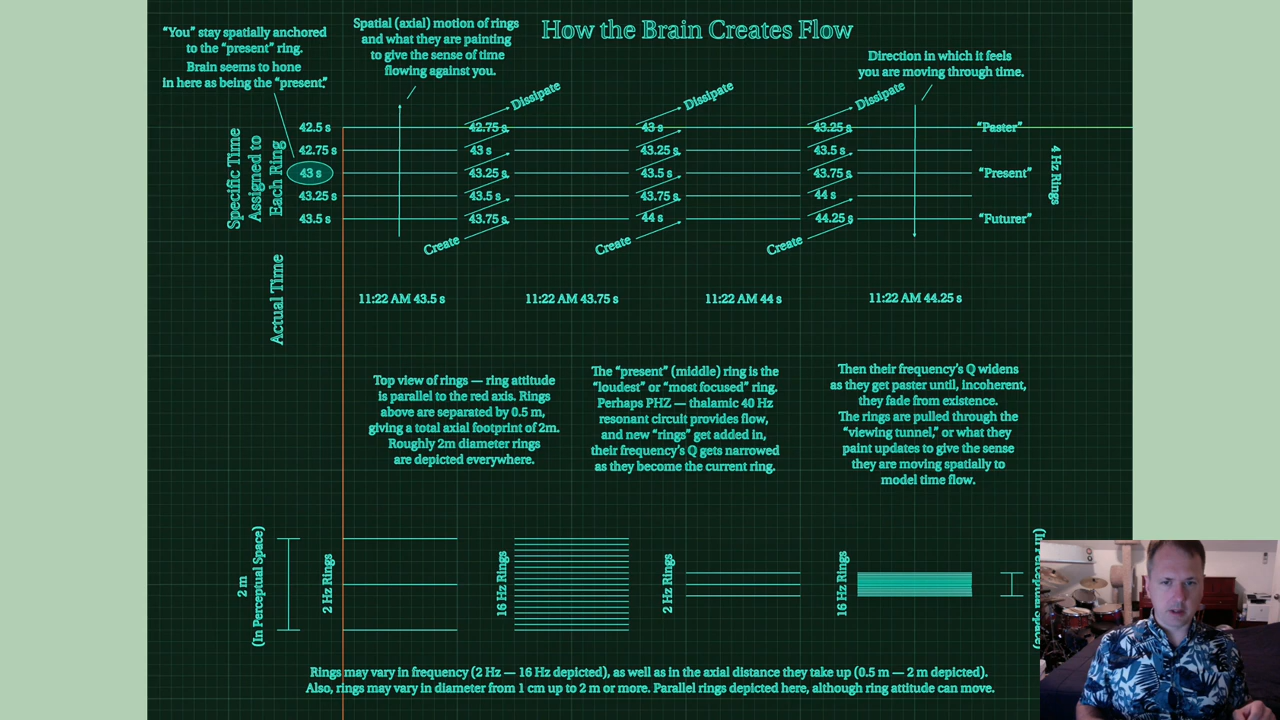 How the Brain Creates Flow
“You” stay spatially anchored
to the “present” ring.
Brain seems to hone
in here as being the “present.”
Spatial (axial) motion of rings
and what they are painting
to give the sense of time
flowing against you.
Direction in which it feels
you are moving through time.
Dissipate
Dissipate
Dissipate
Specific Time
Assigned to
Each Ring
42.5 s
42.75 s
43 s
43.25 s
“Paster”
42.75 s
43 s
43.25 s
43.5 s
43 s
43.25 s
43.5 s
43.75 s
“Present”
43.25 s
43.5 s
43.75 s
44 s
43.5 s
43.75 s
44 s
44.25 s
“Futurer”
4 Hz Rings
Create
Create
Create
Actual Time
11:22 AM 43.5 s
11:22 AM 43.75 s
11:22 AM 44 s
11:22 AM 44.25 s
Top view of rings — ring attitude
is parallel to the red axis. Rings
above are separated by 0.5 m,
giving a total axial footprint of 2m.
Roughly 2m diameter rings
are depicted everywhere.
The “present” (middle) ring is the
“loudest” or “most focused” ring.
Perhaps PHZ — thalamic 40 Hz
resonant circuit provides flow,
and new “rings” get added in,
their frequency’s Q gets narrowed
as they become the current ring.
Then their frequency’s Q widens
as they get paster until, incoherent,
they fade from existence.
The rings are pulled through the
“viewing tunnel,” or what they
paint updates to give the sense
they are moving spatially to
model time flow.
2 m
(In Perceptual Space)
2 Hz Rings
16 Hz Rings
2 Hz Rings
16 Hz Rings
(In Perceptual Space)
Rings may vary in frequency (2 Hz — 16 Hz depicted), as well as in the axial distance they take up (0.5 m — 2 m depicted).
Also, rings may vary in diameter from 1 cm up to 2 m or more. Parallel rings depicted here, although ring attitude can move.